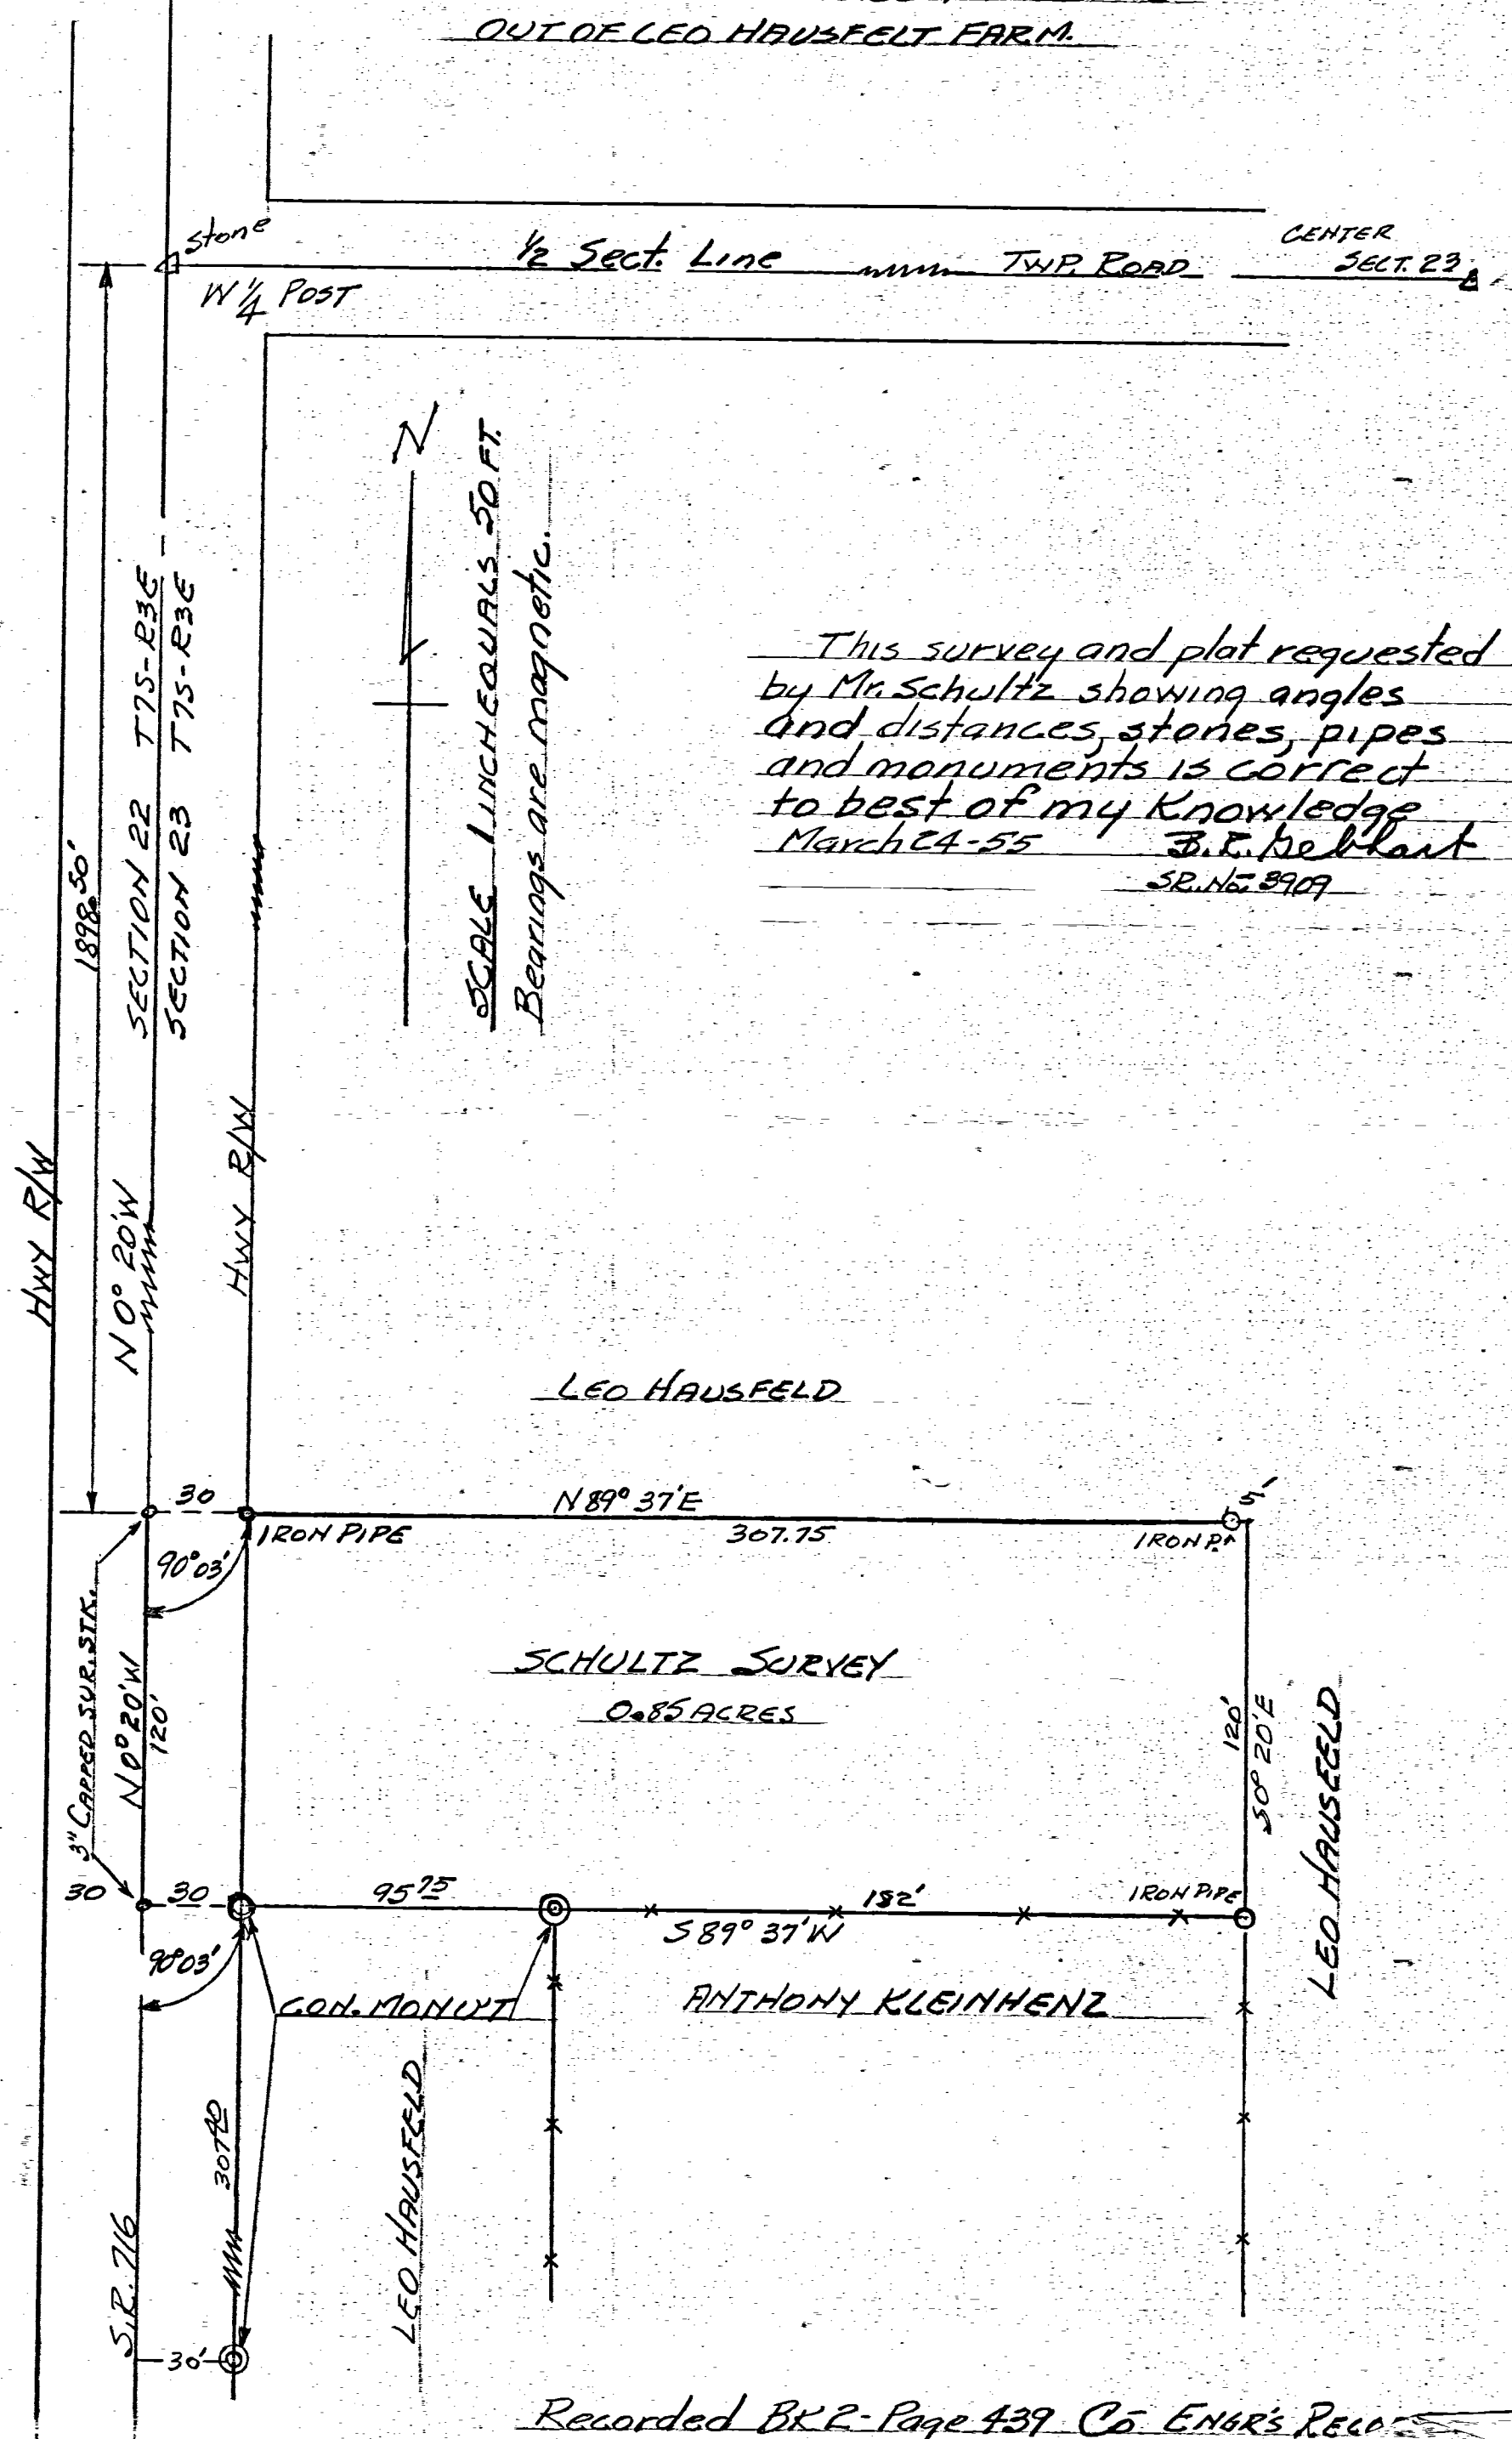 OUT OF LEO HAUSFELT FARM.
stone
1/2 Sect. Line TWP. ROAD
CENTER
SECT. 23
W 1/4 POST
N
SCALE 1 INCH EQUALS 50 FT.
Bearings are magnetic.
1898.50'
SECTION 22 T7S-R3E
SECTION 23 T7S-R3E
This survey and plat requested
by Mr. Schultz showing angles
and distances, stones, pipes
and monuments is correct
to best of my Knowledge
March 24-55 B.R. Gebhart
SR. No. 3909
HWY R/W
N 0° 20'W
HWY R/W
LEO HAUSFELD
30
N 89° 37'E
5'
IRON PIPE
307.75
IRON P.
90°03'
3" CAPPED SUR. STK.
N 0° 20'W
120'
SCHULTZ SURVEY
0.85 ACRES
120'
S 0° 20'E
LEO HAUSFELD
30
30
95 75
182'
IRON PIPE
S 89° 37'W
90°03'
CON. MONU'T
ANTHONY KLEINHENZ
307 40
LEO HAUSFELD
S.R. 716
30'
Recorded BK 2-Page 439 Co ENGR'S